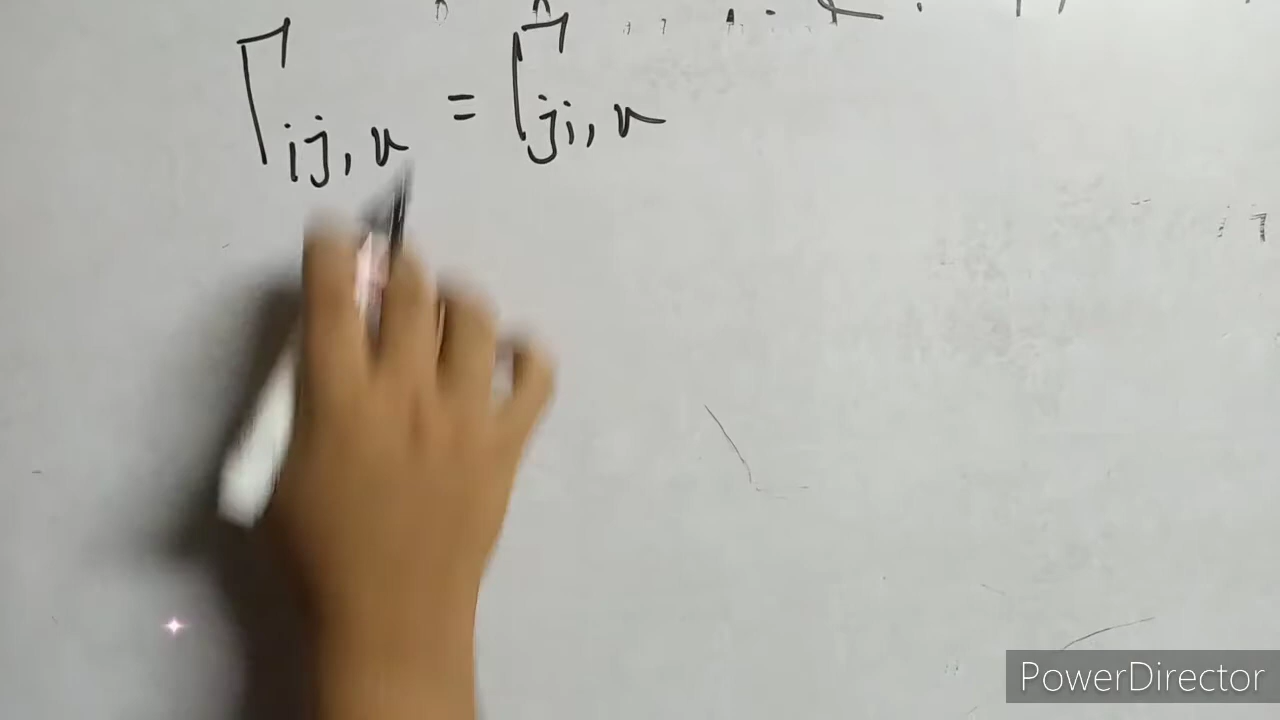 Γij,k = Γji,k
PowerDirector